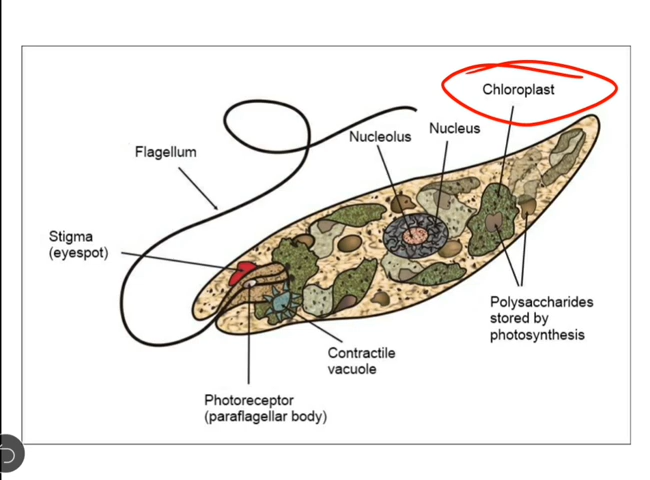 Chloroplast
Nucleolus
Nucleus
Flagellum
Stigma
(eyespot)
Polysaccharides
stored by
photosynthesis
Contractile
vacuole
Photoreceptor
(paraflagellar body)